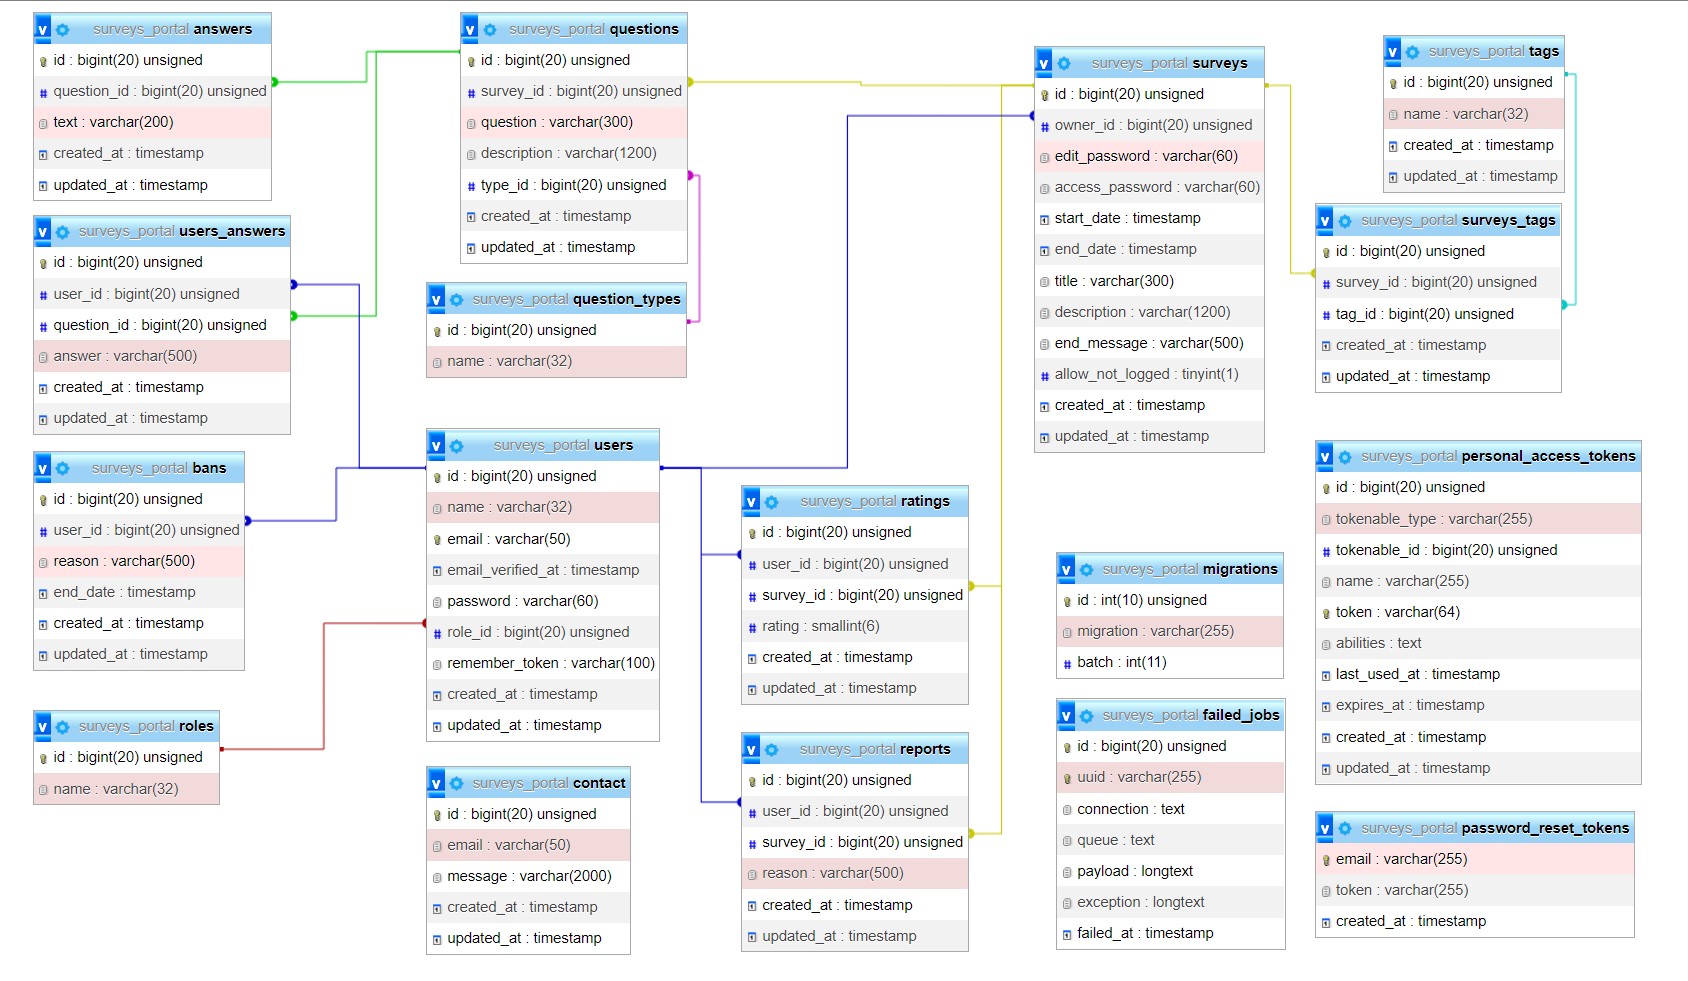 surveys_portal answers
id : bigint(20) unsigned
question_id : bigint(20) unsigned
text : varchar(200)
created_at : timestamp
updated_at : timestamp
surveys_portal users_answers
id : bigint(20) unsigned
user_id : bigint(20) unsigned
question_id : bigint(20) unsigned
answer : varchar(500)
created_at : timestamp
updated_at : timestamp
surveys_portal bans
id : bigint(20) unsigned
user_id : bigint(20) unsigned
reason : varchar(500)
end_date : timestamp
created_at : timestamp
updated_at : timestamp
surveys_portal roles
id : bigint(20) unsigned
name : varchar(32)
surveys_portal questions
id : bigint(20) unsigned
survey_id : bigint(20) unsigned
question : varchar(300)
description : varchar(1200)
type_id : bigint(20) unsigned
created_at : timestamp
updated_at : timestamp
surveys_portal question_types
id : bigint(20) unsigned
name : varchar(32)
surveys_portal users
id : bigint(20) unsigned
name : varchar(32)
email : varchar(50)
email_verified_at : timestamp
password : varchar(60)
role_id : bigint(20) unsigned
remember_token : varchar(100)
created_at : timestamp
updated_at : timestamp
surveys_portal contact
id : bigint(20) unsigned
email : varchar(50)
message : varchar(2000)
created_at : timestamp
updated_at : timestamp
surveys_portal ratings
id : bigint(20) unsigned
user_id : bigint(20) unsigned
survey_id : bigint(20) unsigned
rating : smallint(6)
created_at : timestamp
updated_at : timestamp
surveys_portal reports
id : bigint(20) unsigned
user_id : bigint(20) unsigned
survey_id : bigint(20) unsigned
reason : varchar(500)
created_at : timestamp
updated_at : timestamp
surveys_portal surveys
id : bigint(20) unsigned
owner_id : bigint(20) unsigned
edit_password : varchar(60)
access_password : varchar(60)
start_date : timestamp
end_date : timestamp
title : varchar(300)
description : varchar(1200)
end_message : varchar(500)
allow_not_logged : tinyint(1)
created_at : timestamp
updated_at : timestamp
surveys_portal migrations
id : int(10) unsigned
migration : varchar(255)
batch : int(11)
surveys_portal failed_jobs
id : bigint(20) unsigned
uuid : varchar(255)
connection : text
queue : text
payload : longtext
exception : longtext
failed_at : timestamp
surveys_portal tags
id : bigint(20) unsigned
name : varchar(32)
created_at : timestamp
updated_at : timestamp
surveys_portal surveys_tags
id : bigint(20) unsigned
survey_id : bigint(20) unsigned
tag_id : bigint(20) unsigned
created_at : timestamp
updated_at : timestamp
surveys_portal personal_access_tokens
id : bigint(20) unsigned
tokenable_type : varchar(255)
tokenable_id : bigint(20) unsigned
name : varchar(255)
token : varchar(64)
abilities : text
last_used_at : timestamp
expires_at : timestamp
created_at : timestamp
updated_at : timestamp
surveys_portal password_reset_tokens
email : varchar(255)
token : varchar(255)
created_at : timestamp